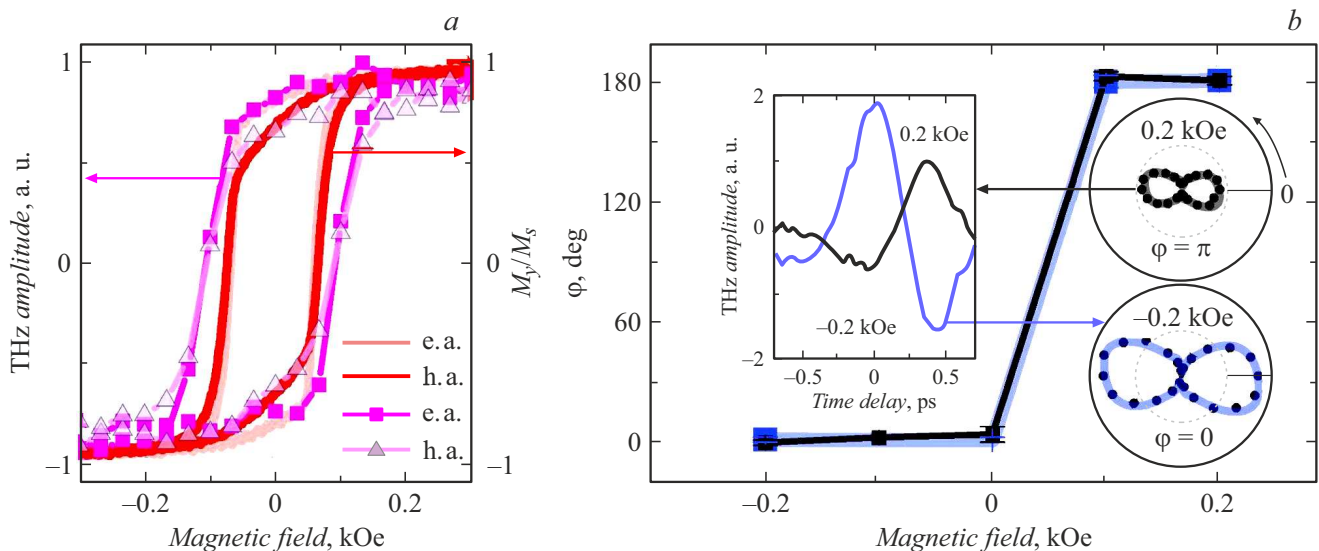 a
1
0
−1
THz amplitude, a. u.
−0.2
0
0.2
Magnetic field, kOe
1
0
−1
M_y/M_s
e.a.
h.a.
e.a.
h.a.
b
180
120
60
0
φ, deg
−0.2
0
0.2
Magnetic field, kOe
2
0
−2
THz amplitude, a. u.
0.2 kOe
−0.2 kOe
−0.5
0
0.5
Time delay, ps
0.2 kOe
0
φ = π
−0.2 kOe
φ = 0